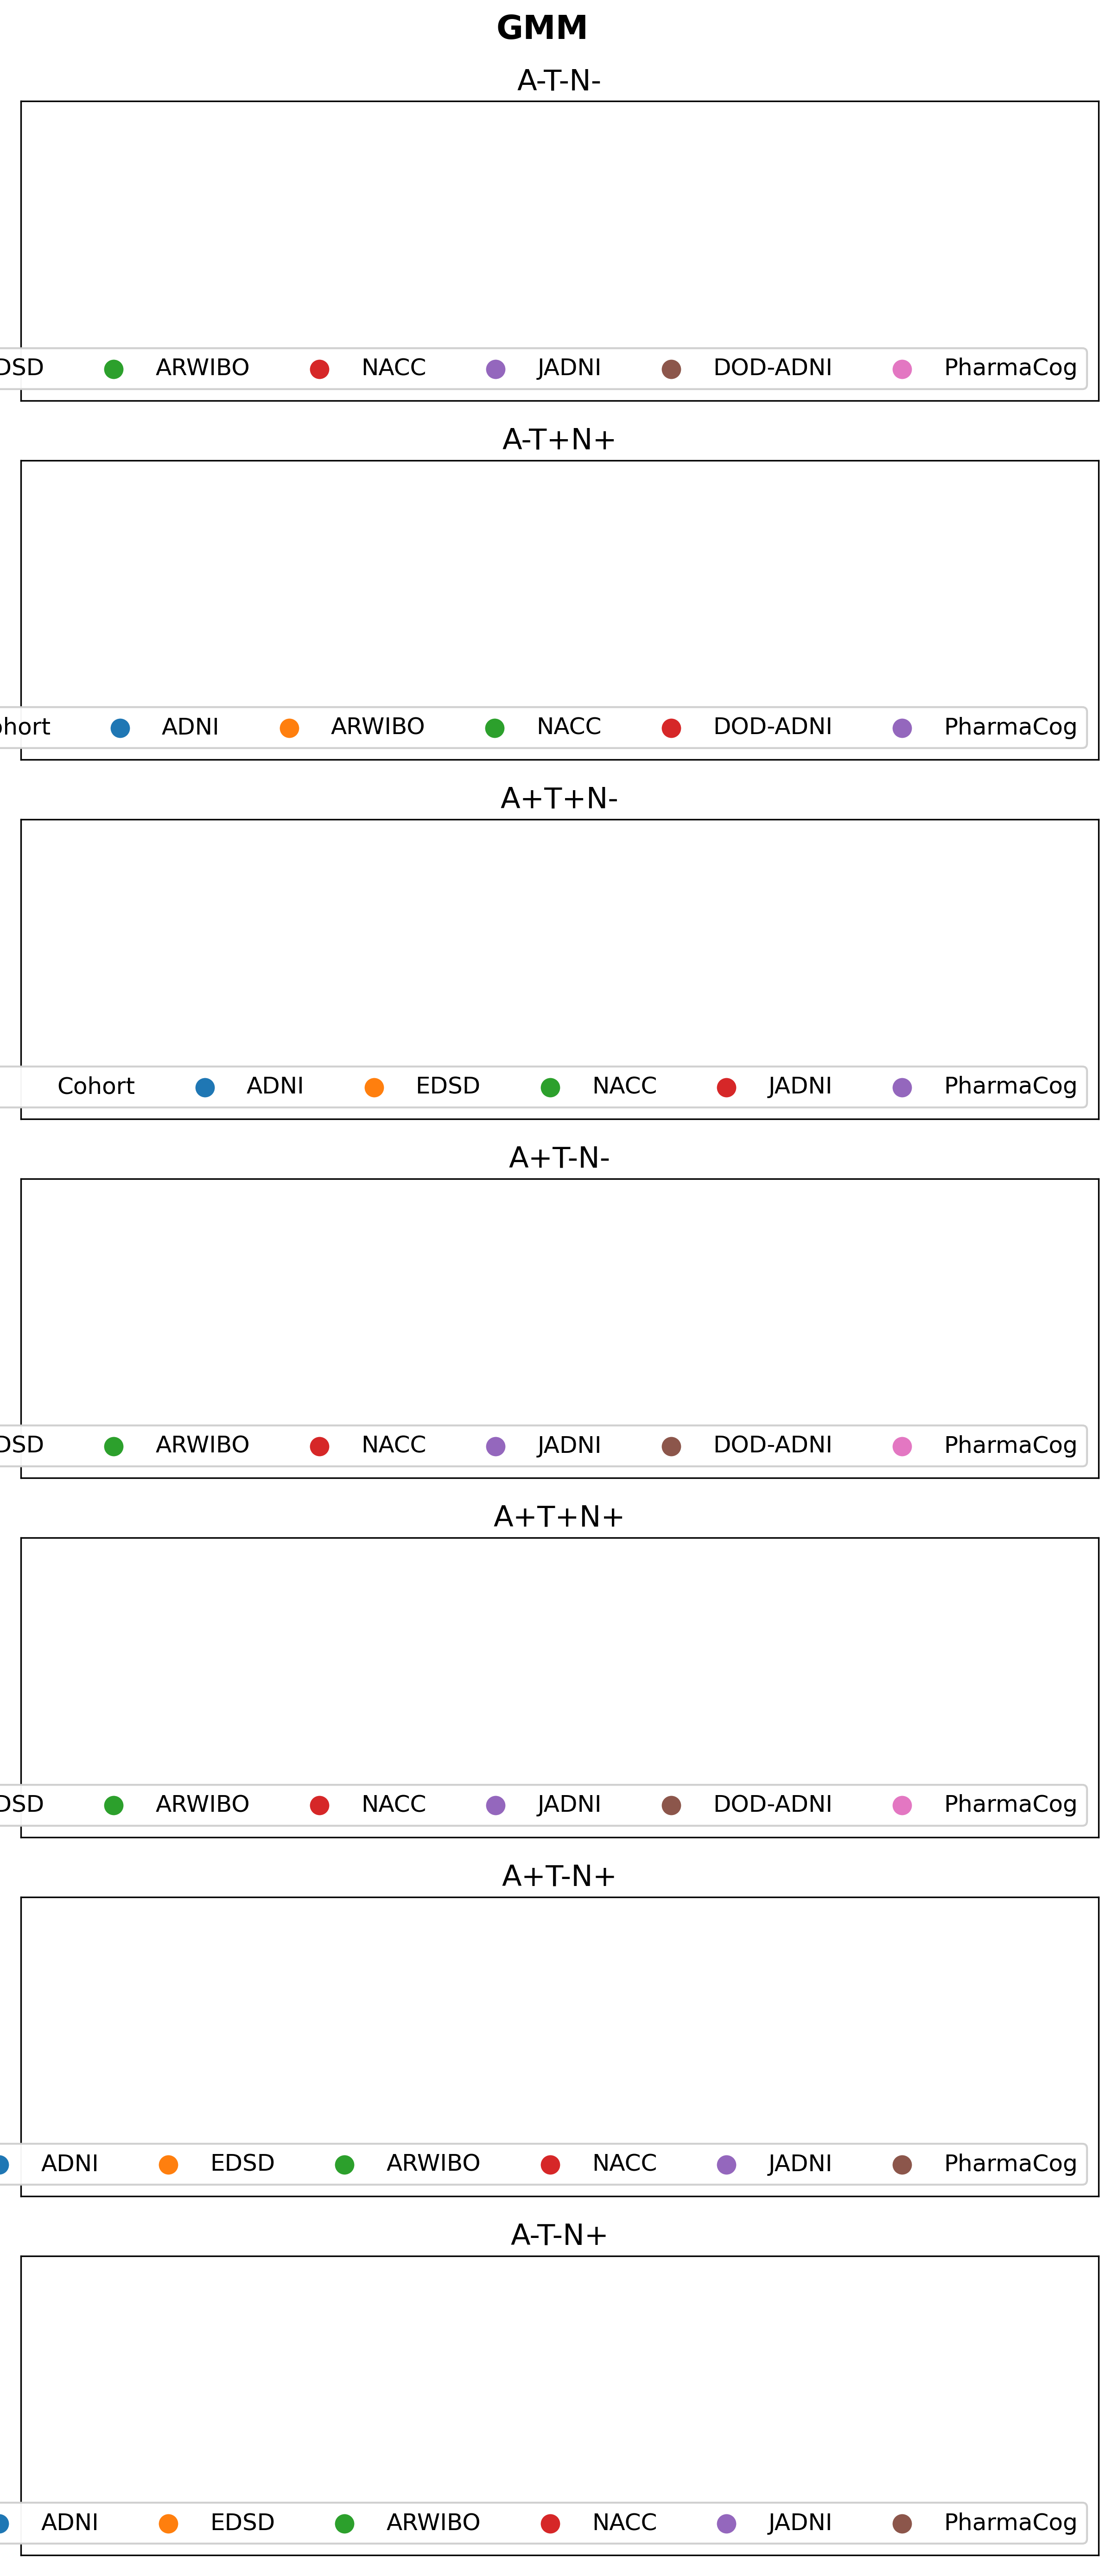 GMM
A-T-N-
DSD ARWIBO NACC JADNI DOD-ADNI PharmaCog
A-T+N+
ohort ADNI ARWIBO NACC DOD-ADNI PharmaCog
A+T+N-
Cohort ADNI EDSD NACC JADNI PharmaCog
A+T-N-
DSD ARWIBO NACC JADNI DOD-ADNI PharmaCog
A+T+N+
DSD ARWIBO NACC JADNI DOD-ADNI PharmaCog
A+T-N+
ADNI EDSD ARWIBO NACC JADNI PharmaCog
A-T-N+
ADNI EDSD ARWIBO NACC JADNI PharmaCog